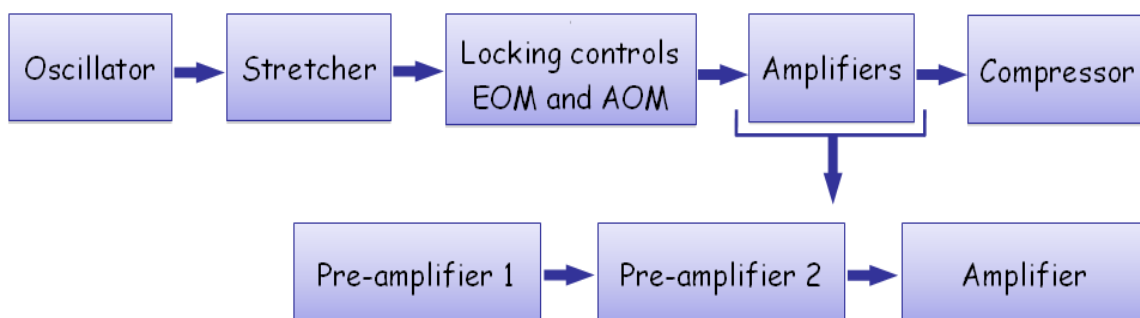 Oscillator
Stretcher
Locking controls
EOM and AOM
Amplifiers
Compressor
Pre-amplifier 1
Pre-amplifier 2
Amplifier